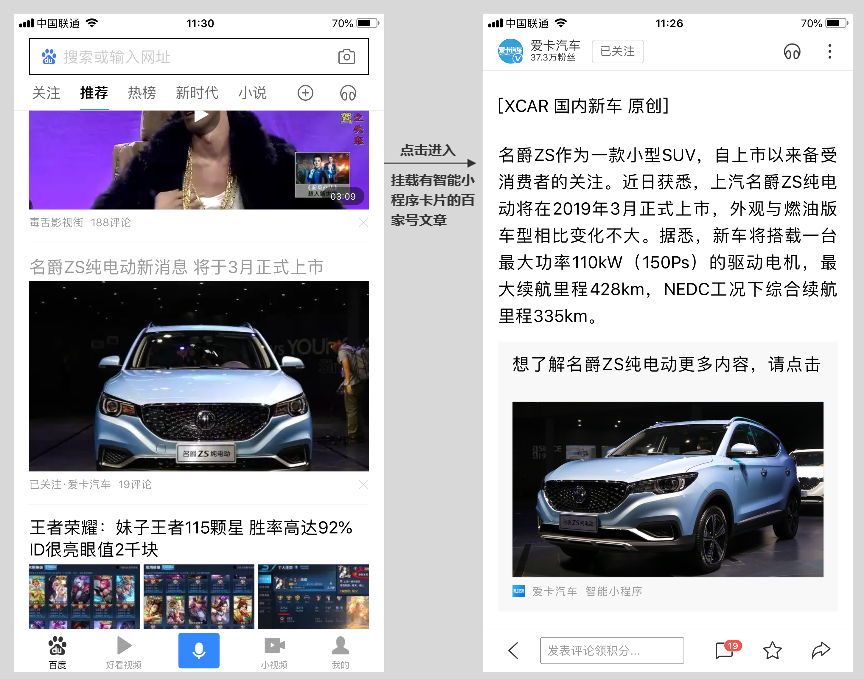 中国联通
11:30
70%
搜索或输入网址
关注 推荐 热榜 新时代 小说
03:09
毒舌影视街 188评论
名爵ZS纯电动新消息 将于3月正式上市
名爵ZS纯电动
已关注·爱卡汽车 19评论
王者荣耀：妹子王者115颗星 胜率高达92%
ID很亮眼值2千块
百度
好看视频
小视频
我的
点击进入
挂载有智能小
程序卡片的百
家号文章
中国联通
11:26
70%
爱卡汽车
37.3万粉丝
已关注
[XCAR 国内新车 原创]
名爵ZS作为一款小型SUV，自上市以来备受
消费者的关注。近日获悉，上汽名爵ZS纯电
动将在2019年3月正式上市，外观与燃油版
车型相比变化不大。据悉，新车将搭载一台
最大功率110kW（150Ps）的驱动电机，最
大续航里程428km，NEDC工况下综合续航
里程335km。
想了解名爵ZS纯电动更多内容，请点击
名爵ZS纯电动
爱卡汽车 智能小程序
发表评论领积分...
19